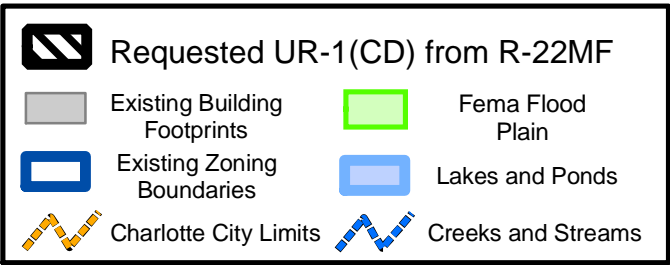 Requested UR-1(CD) from R-22MF
Existing Building
Footprints
Fema Flood
Plain
Existing Zoning
Boundaries
Lakes and Ponds
Charlotte City Limits
Creeks and Streams